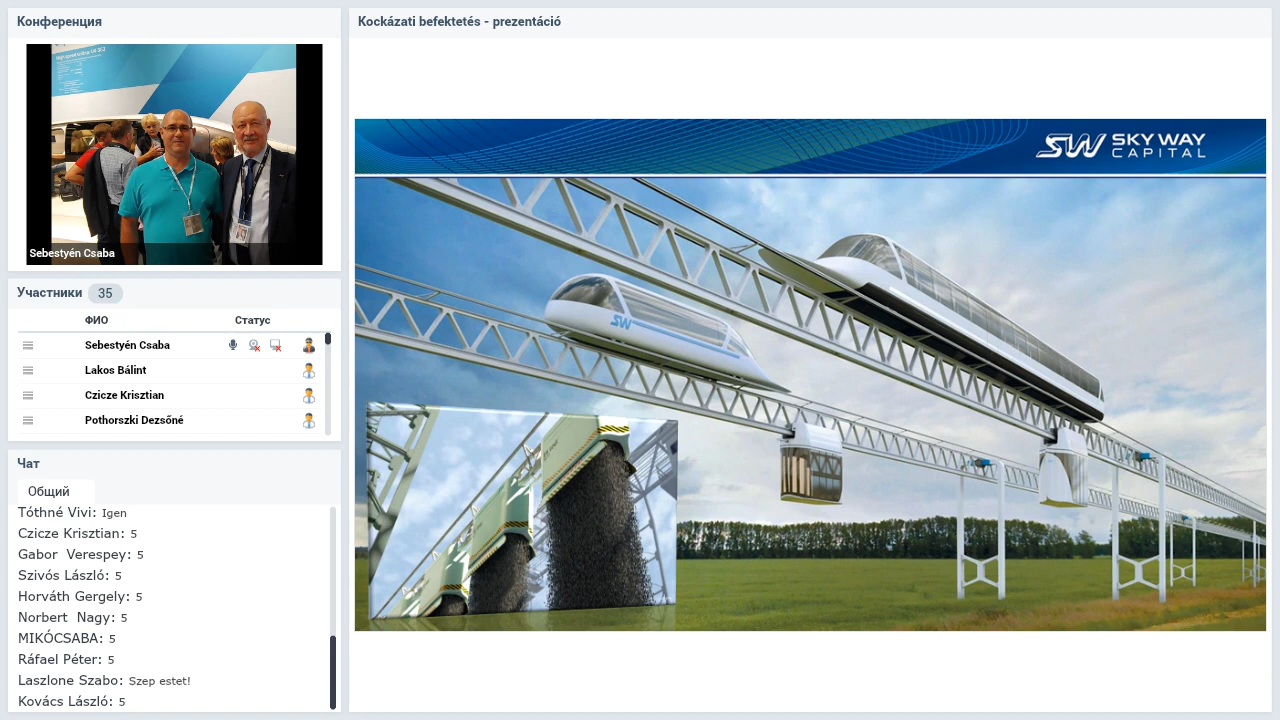 Конференция
Sebestyén Csaba
Участники 35
ФИО Статус
Sebestyén Csaba
Lakos Bálint
Czicze Krisztian
Pothorszki Dezsőné
Чат
Общий
Tóthné Vivi: Igen
Czicze Krisztian: 5
Gabor Verespey: 5
Szivós László: 5
Horváth Gergely: 5
Norbert Nagy: 5
MIKÓCSABA: 5
Ráfael Péter: 5
Laszlone Szabo: Szep estet!
Kovács László: 5
Kockázati befektetés - prezentáció
SW SKY WAY
CAPITAL
SW